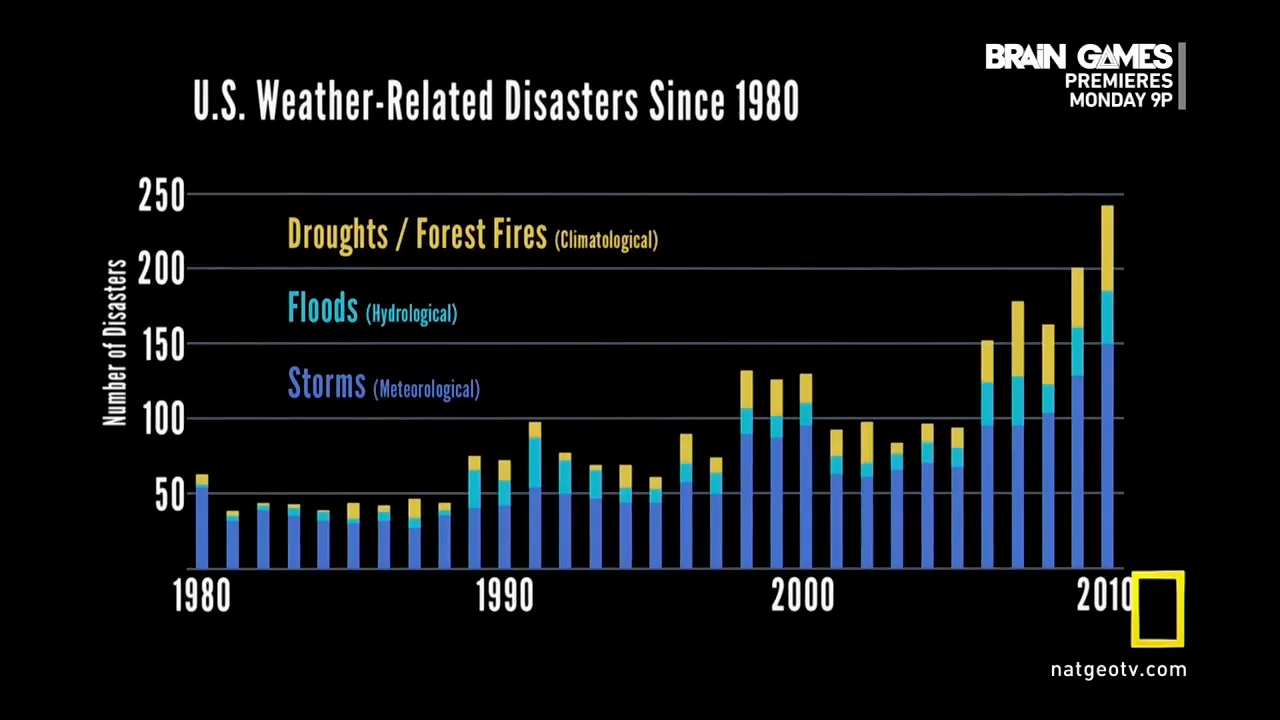 BRAIN GAMES
PREMIERES
MONDAY 9P
U.S. Weather-Related Disasters Since 1980
250
200
150
100
50
Number of Disasters
Droughts / Forest Fires (Climatological)
Floods (Hydrological)
Storms (Meteorological)
1980 1990 2000 2010
natgeotv.com